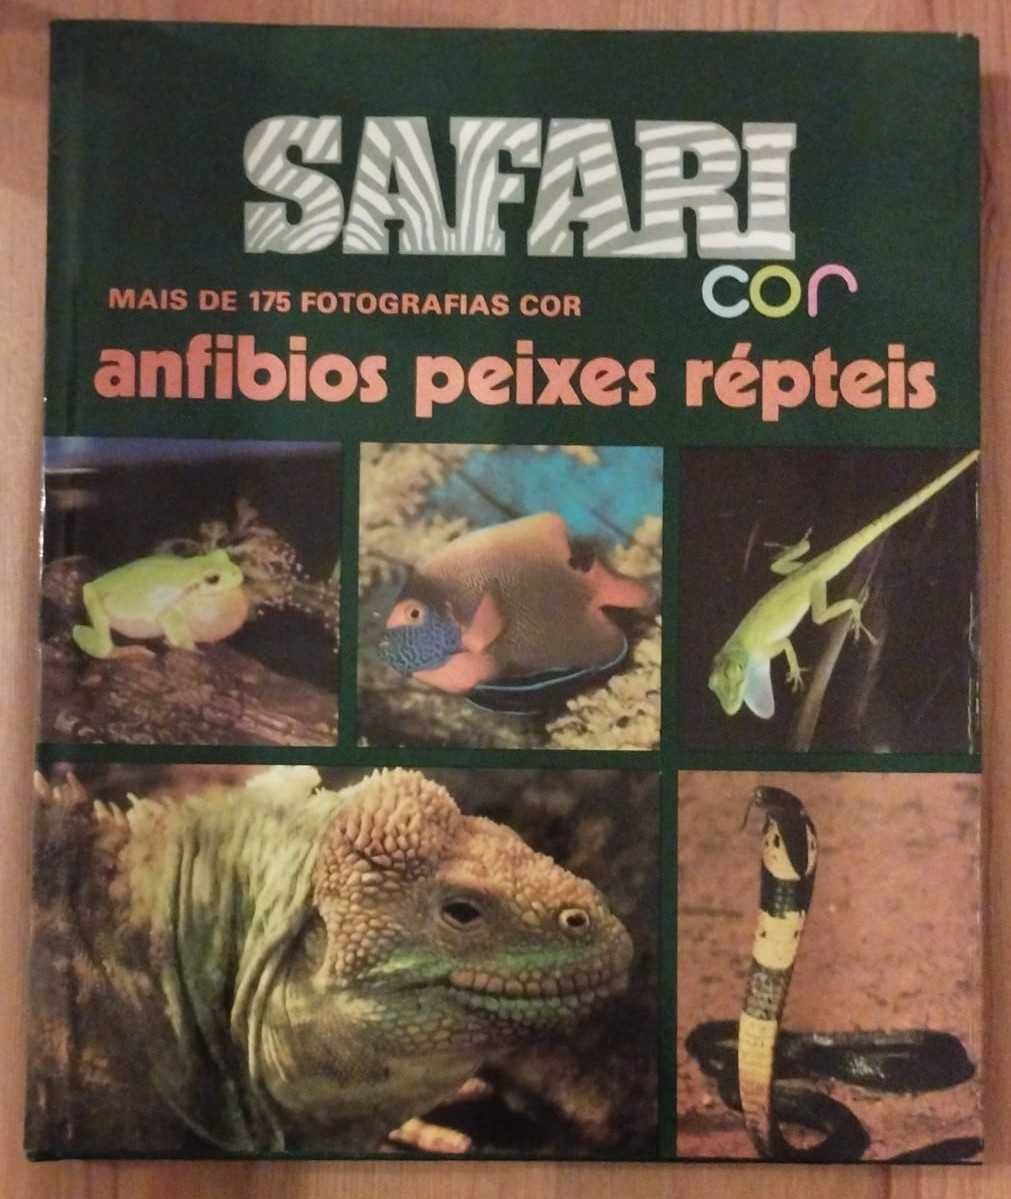 SAFARI
cor
MAIS DE 175 FOTOGRAFIAS COR
anfibios peixes répteis